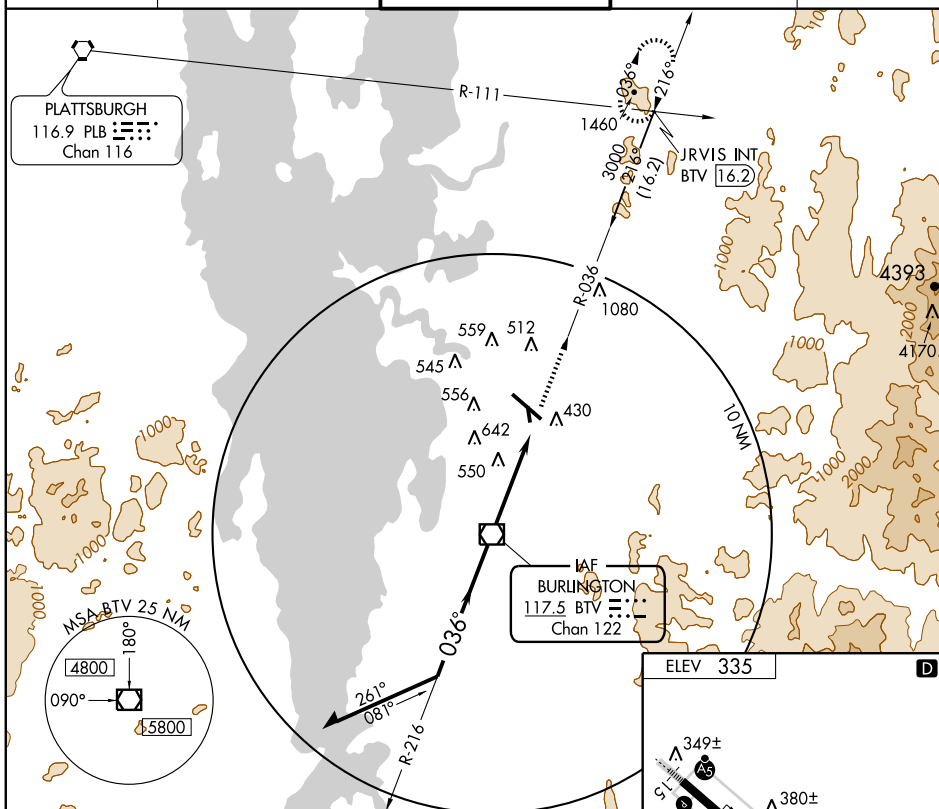 PLATTSBURGH
116.9 PLB
Chan 116
R-111
036°
216°
1460
3000
216°
(16.2)
JRVIS INT
BTV 16.2
R-036
1080
1000
4393
2000
4170
1000
559
512
545
556
642
430
550
10 NM
1000
2000
1000
1000
1000
IAF
BURLINGTON
117.5 BTV
Chan 122
036°
261°
081°
R-216
MSA BTV 25 NM
180°
4800
090°
5800
ELEV 335
D
349±
A5
15
P
380±